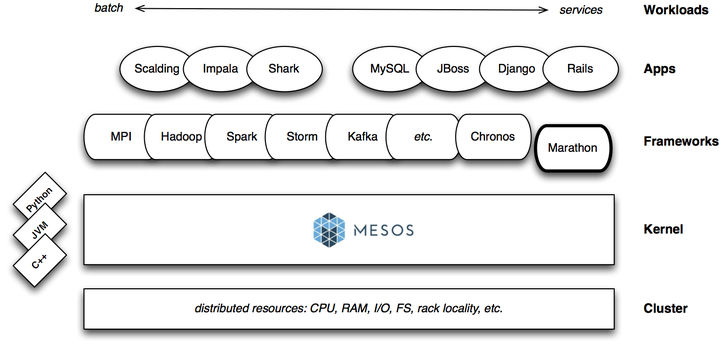 batch services Workloads
Scalding Impala Shark MySQL JBoss Django Rails Apps
MPI Hadoop Spark Storm Kafka etc. Chronos Marathon Frameworks
Python
JVM
C++
MESOS Kernel
distributed resources: CPU, RAM, I/O, FS, rack locality, etc. Cluster